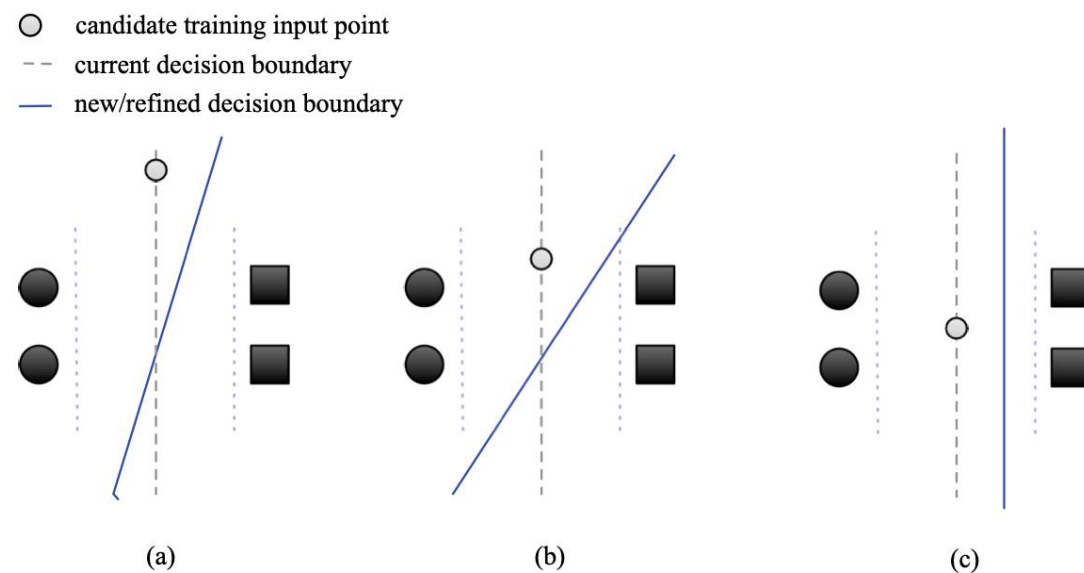 candidate training input point
current decision boundary
new/refined decision boundary
(a)
(b)
(c)